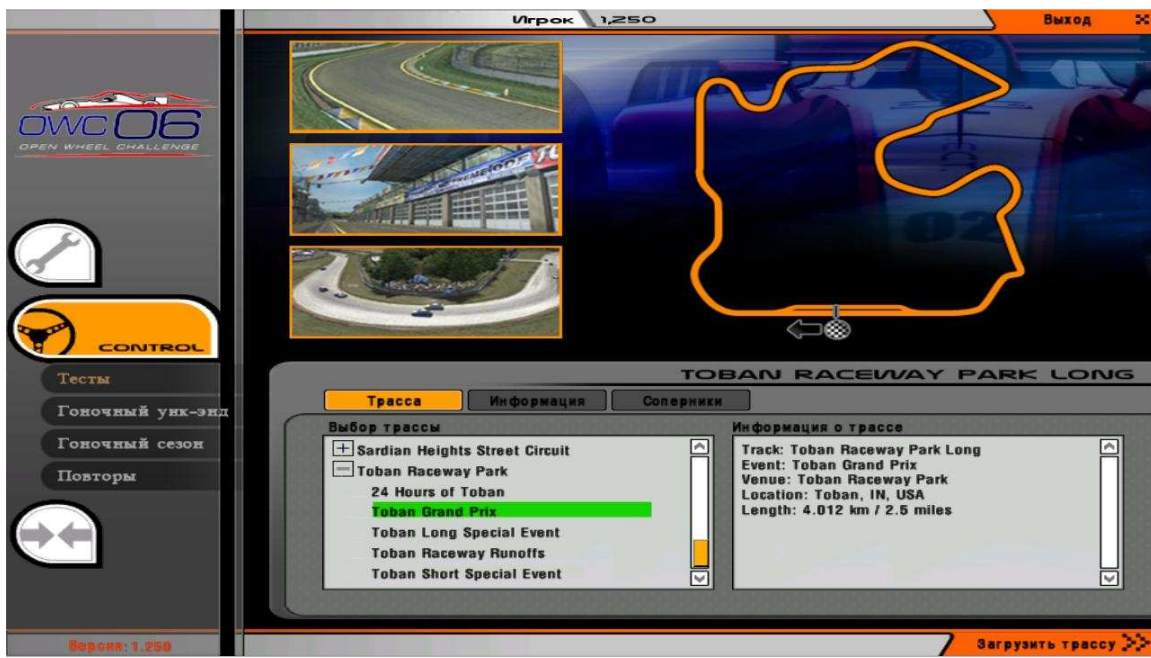 Игрок 1,250
Выход
OWC 06
OPEN WHEEL CHALLENGE
CONTROL
Тесты
Гоночный уик-энд
Гоночный сезон
Повторы
TOBAN RACEWAY PARK LONG
Трасса Информация Соперники
Выбор трассы
Sardian Heights Street Circuit
Toban Raceway Park
24 Hours of Toban
Toban Grand Prix
Toban Long Special Event
Toban Raceway Runoffs
Toban Short Special Event
Информация о трассе
Track: Toban Raceway Park Long
Event: Toban Grand Prix
Venue: Toban Raceway Park
Location: Toban, IN, USA
Length: 4.012 km / 2.5 miles
Версия: 1.250
Загрузить трассу